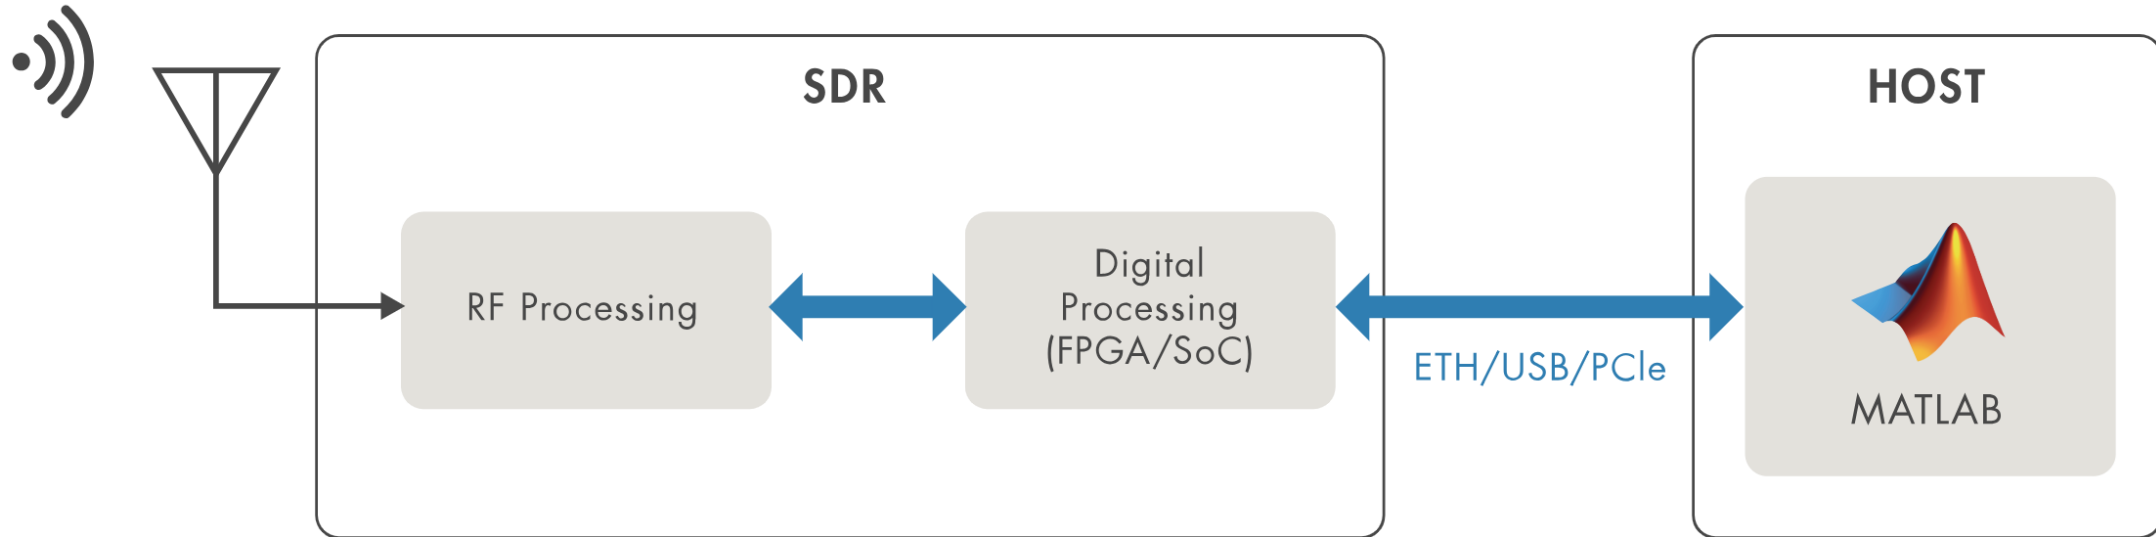 SDR
HOST
RF Processing
Digital
Processing
(FPGA/SoC)
ETH/USB/PCIe
MATLAB